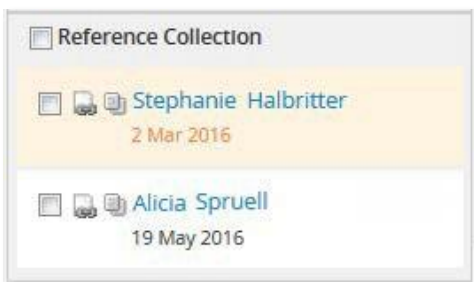 Reference Collection
Stephanie Halbritter
2 Mar 2016
Alicia Spruell
19 May 2016